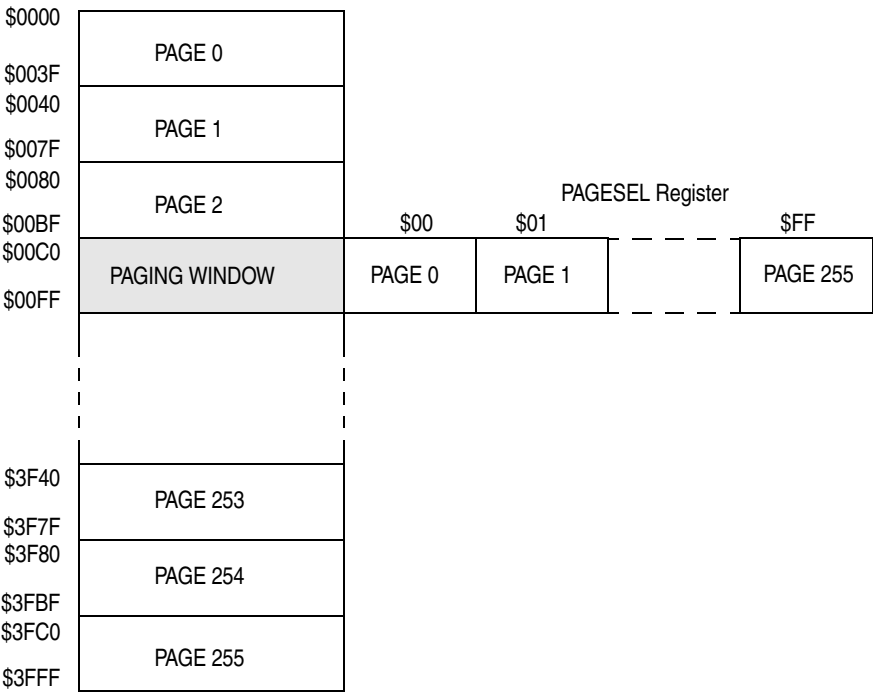 $0000
PAGE 0
$003F
$0040
PAGE 1
$007F
$0080
PAGE 2
PAGESEL Register
$00BF
$00 $01 $FF
$00C0
PAGING WINDOW PAGE 0 PAGE 1 PAGE 255
$00FF
$3F40
PAGE 253
$3F7F
$3F80
PAGE 254
$3FBF
$3FC0
PAGE 255
$3FFF